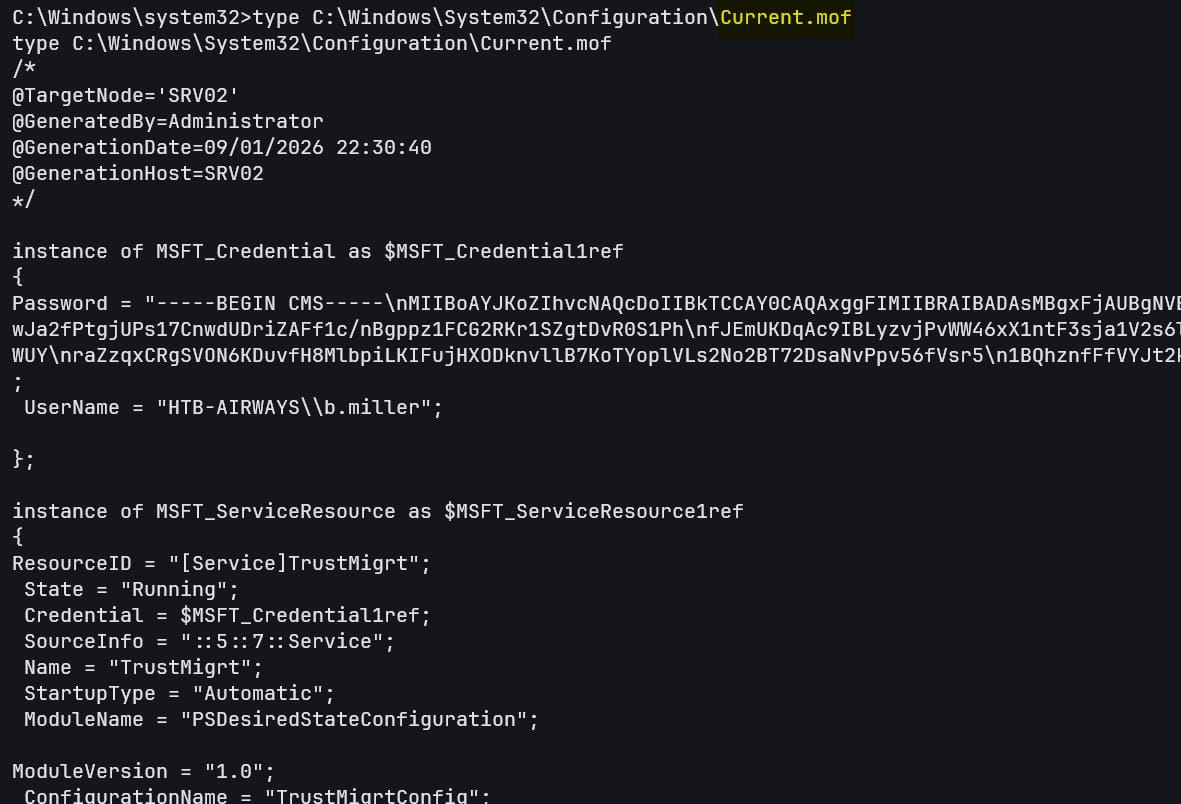 C:\Windows\system32>type C:\Windows\System32\Configuration\Current.mof
type C:\Windows\System32\Configuration\Current.mof
/*
@TargetNode='SRV02'
@GeneratedBy=Administrator
@GenerationDate=09/01/2026 22:30:40
@GenerationHost=SRV02
*/
instance of MSFT_Credential as $MSFT_Credential1ref
{
Password = "-----BEGIN CMS-----\nMIIBoAYJKoZIhvcNAQcDoIIBkTCCAY0CAQAxggFIMIIBRAIBADAsMBgxFjAUBgNVB
wJa2fPtgjUPs17CnwdUDriZAFf1c/nBgppz1FCG2RKr1SZgtDvR0S1Ph\nfJEmUKDqAc9IBLyzvjPvWW46xX1ntF3sja1V2s6T
WUY\nraZzqxCRgSVON6KDuvfH8MlbpiLKIFujHXODknvllB7KoTYoplVLs2No2BT72DsaNvPpv56fVsr5\n1BQhznfFfVYJt2k
;
UserName = "HTB-AIRWAYS\\b.miller";
};
instance of MSFT_ServiceResource as $MSFT_ServiceResource1ref
{
ResourceID = "[Service]TrustMigrt";
State = "Running";
Credential = $MSFT_Credential1ref;
SourceInfo = "::5::7::Service";
Name = "TrustMigrt";
StartupType = "Automatic";
ModuleName = "PSDesiredStateConfiguration";
ModuleVersion = "1.0";
ConfigurationName = "TrustMigrtConfig";